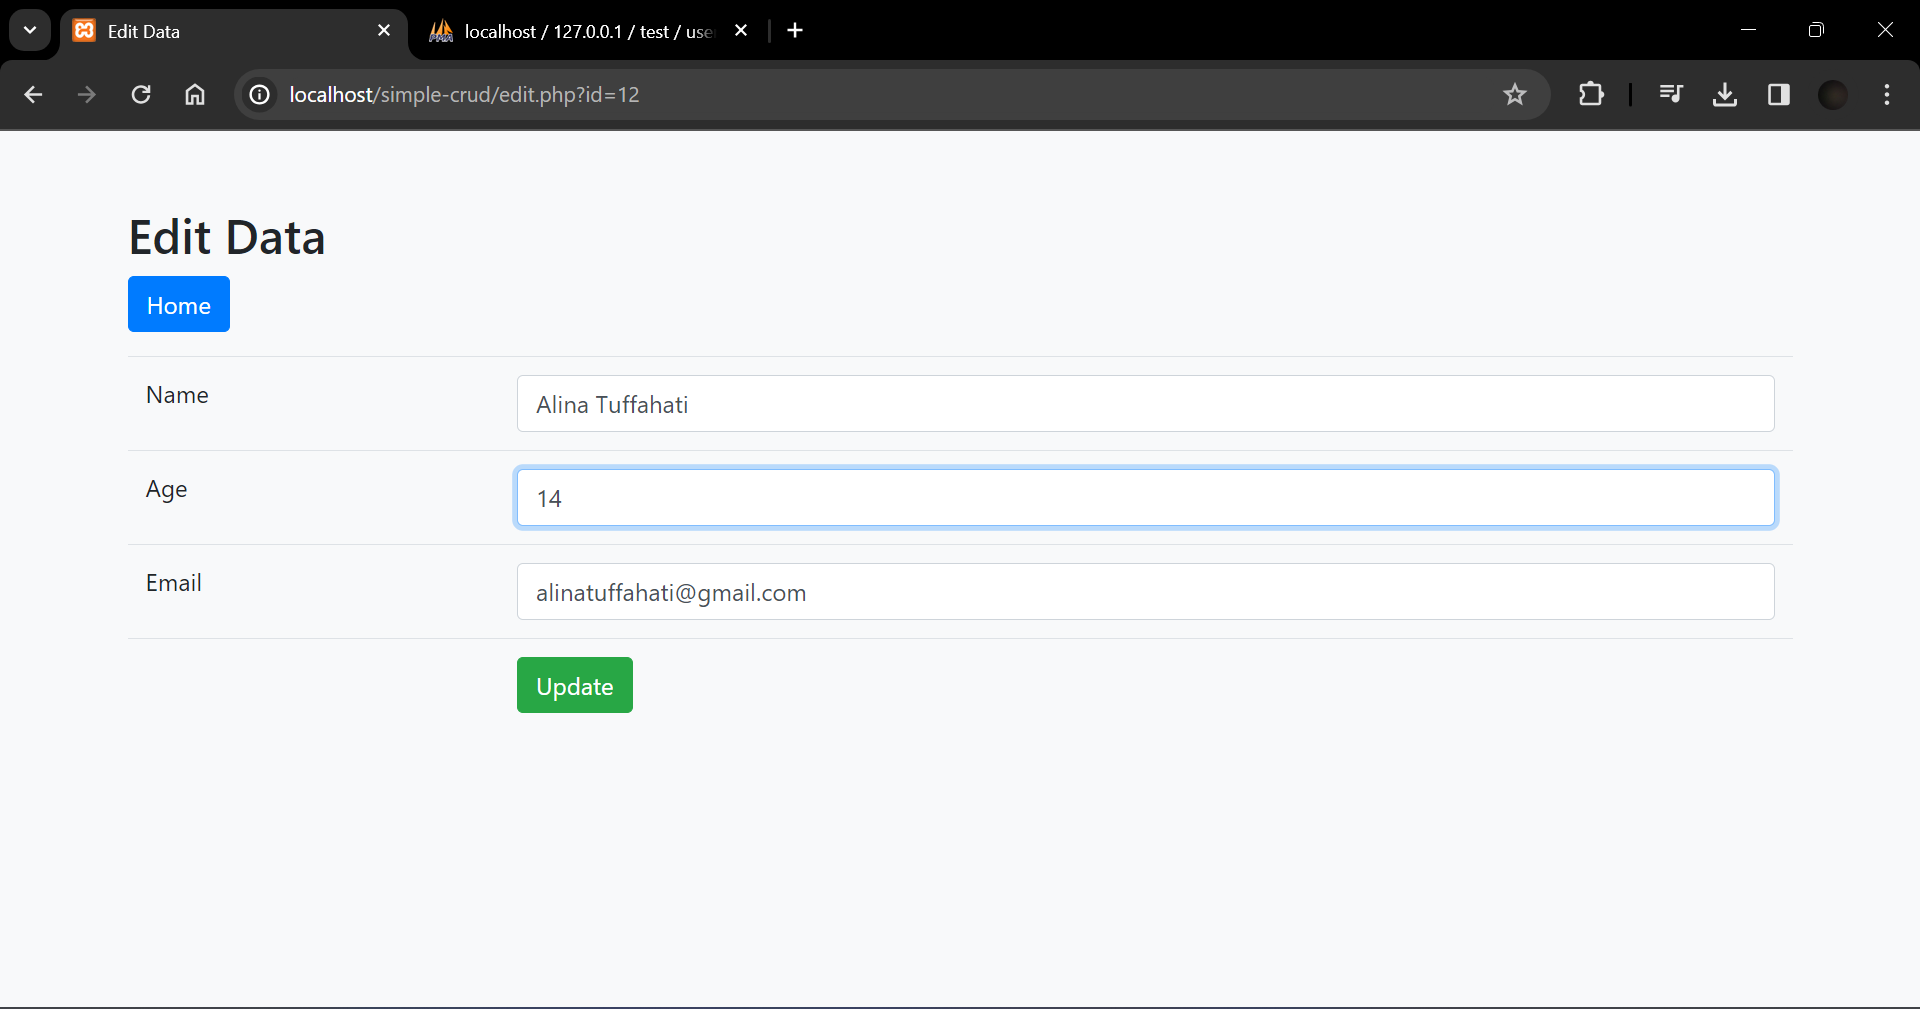 Edit Data
localhost / 127.0.0.1 / test / use
localhost/simple-crud/edit.php?id=12
Edit Data
Home
Name
Alina Tuffahati
Age
14
Email
alinatuffahati@gmail.com
Update